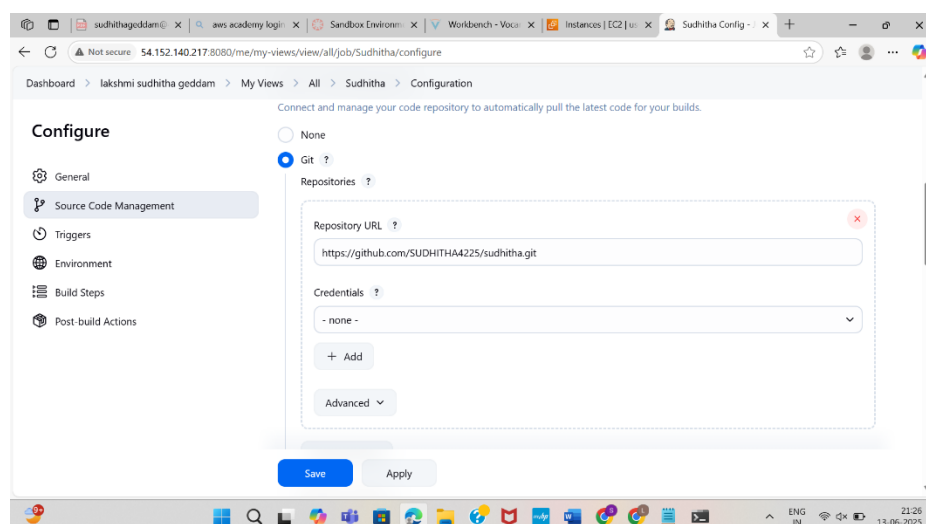 sudhithageddam@
aws academy login
Sandbox Environm
Workbench - Vocar
Instances | EC2 | us
Sudhitha Config - J
Not secure 54.152.140.217:8080/me/my-views/view/all/job/Sudhitha/configure
Dashboard > lakshmi sudhitha geddam > My Views > All > Sudhitha > Configuration
Connect and manage your code repository to automatically pull the latest code for your builds.
Configure
General
Source Code Management
Triggers
Environment
Build Steps
Post-build Actions
None
Git ?
Repositories ?
Repository URL ?
https://github.com/SUDHITHA4225/sudhitha.git
Credentials ?
- none -
+ Add
Advanced
Save
Apply
ENG
IN
21:26
13-06-2025